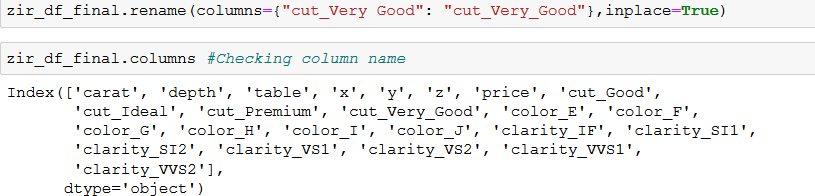 zir_df_final.rename(columns={"cut_Very Good": "cut_Very_Good"},inplace=True)
zir_df_final.columns #Checking column name
Index(['carat', 'depth', 'table', 'x', 'y', 'z', 'price', 'cut_Good',
'cut_Ideal', 'cut_Premium', 'cut_Very_Good', 'color_E', 'color_F',
'color_G', 'color_H', 'color_I', 'color_J', 'clarity_IF', 'clarity_SI1',
'clarity_SI2', 'clarity_VS1', 'clarity_VS2', 'clarity_VVS1',
'clarity_VVS2'],
dtype='object')